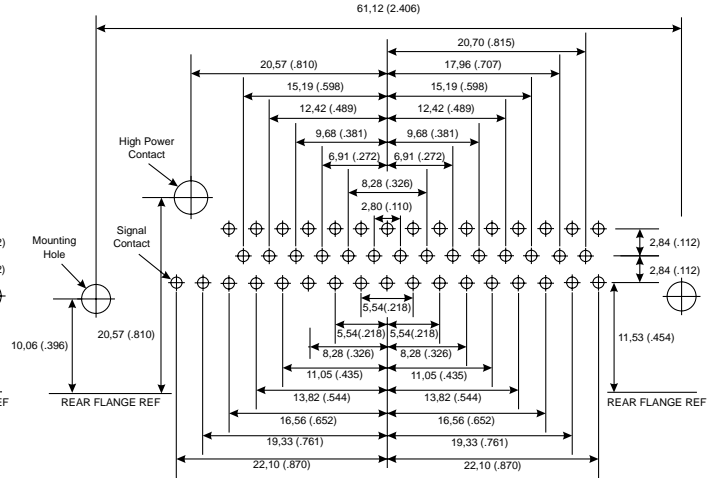 61,12 (2.406)
20,70 (.815)
20,57 (.810) 17,96 (.707)
15,19 (.598) 15,19 (.598)
12,42 (.489) 12,42 (.489)
9,68 (.381) 9,68 (.381)
6,91 (.272) 6,91 (.272)
8,28 (.326)
2,80 (.110)
High Power
Contact
Signal
Contact
Mounting
Hole
2,84 (.112)
2,84 (.112)
5,54(.218)
5,54(.218) 5,54(.218)
8,28 (.326) 8,28 (.326)
11,05 (.435) 11,05 (.435)
13,82 (.544) 13,82 (.544)
16,56 (.652) 16,56 (.652)
19,33 (.761) 19,33 (.761)
22,10 (.870) 22,10 (.870)
10,06 (.396)
20,57 (.810)
11,53 (.454)
REAR FLANGE REF
REAR FLANGE REF